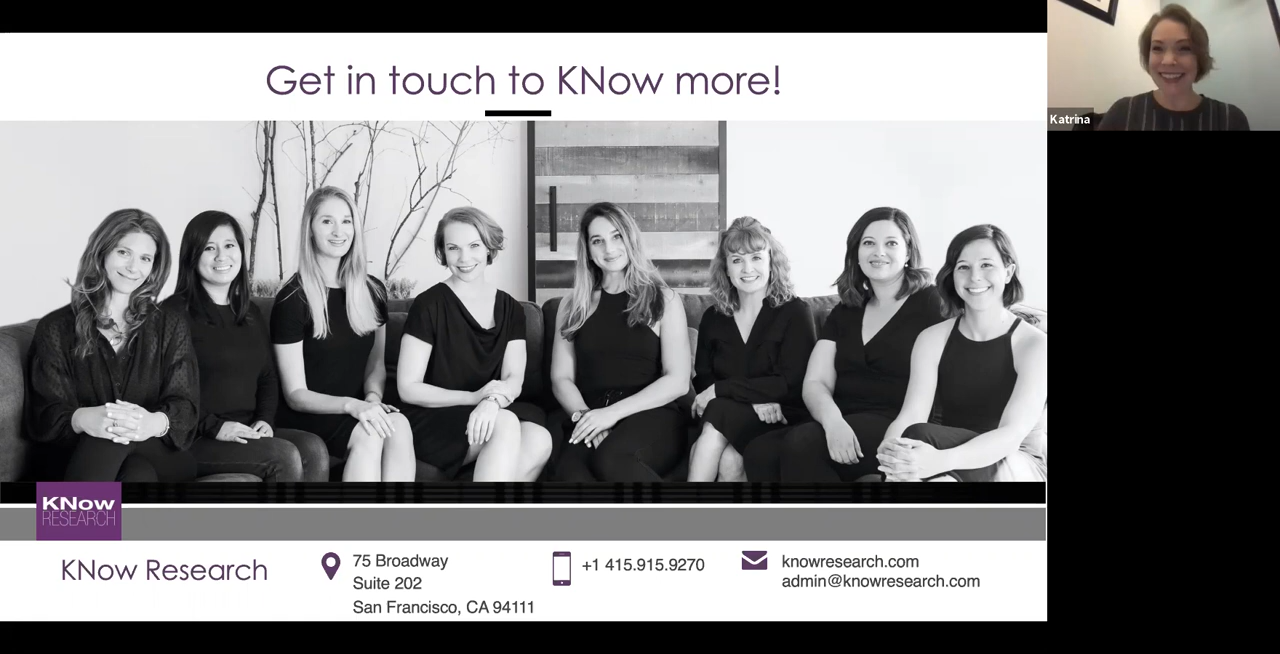 Get in touch to KNow more!
Katrina
KNow
RESEARCH
KNow Research
75 Broadway
Suite 202
San Francisco, CA 94111
+1 415.915.9270
knowresearch.com
admin@knowresearch.com